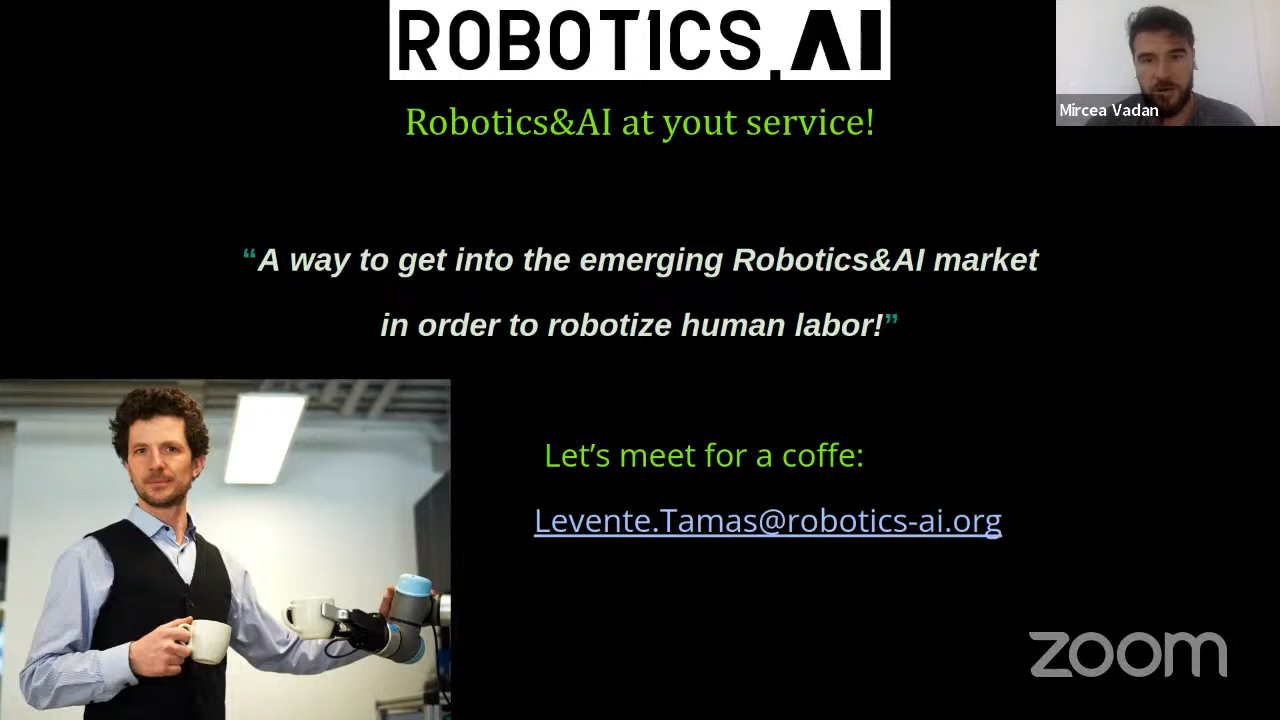 ROBOTICS.AI
Mircea Vadan
Robotics&AI at yout service!
“A way to get into the emerging Robotics&AI market
in order to robotize human labor!”
Let’s meet for a coffe:
Levente.Tamas@robotics-ai.org
zoom